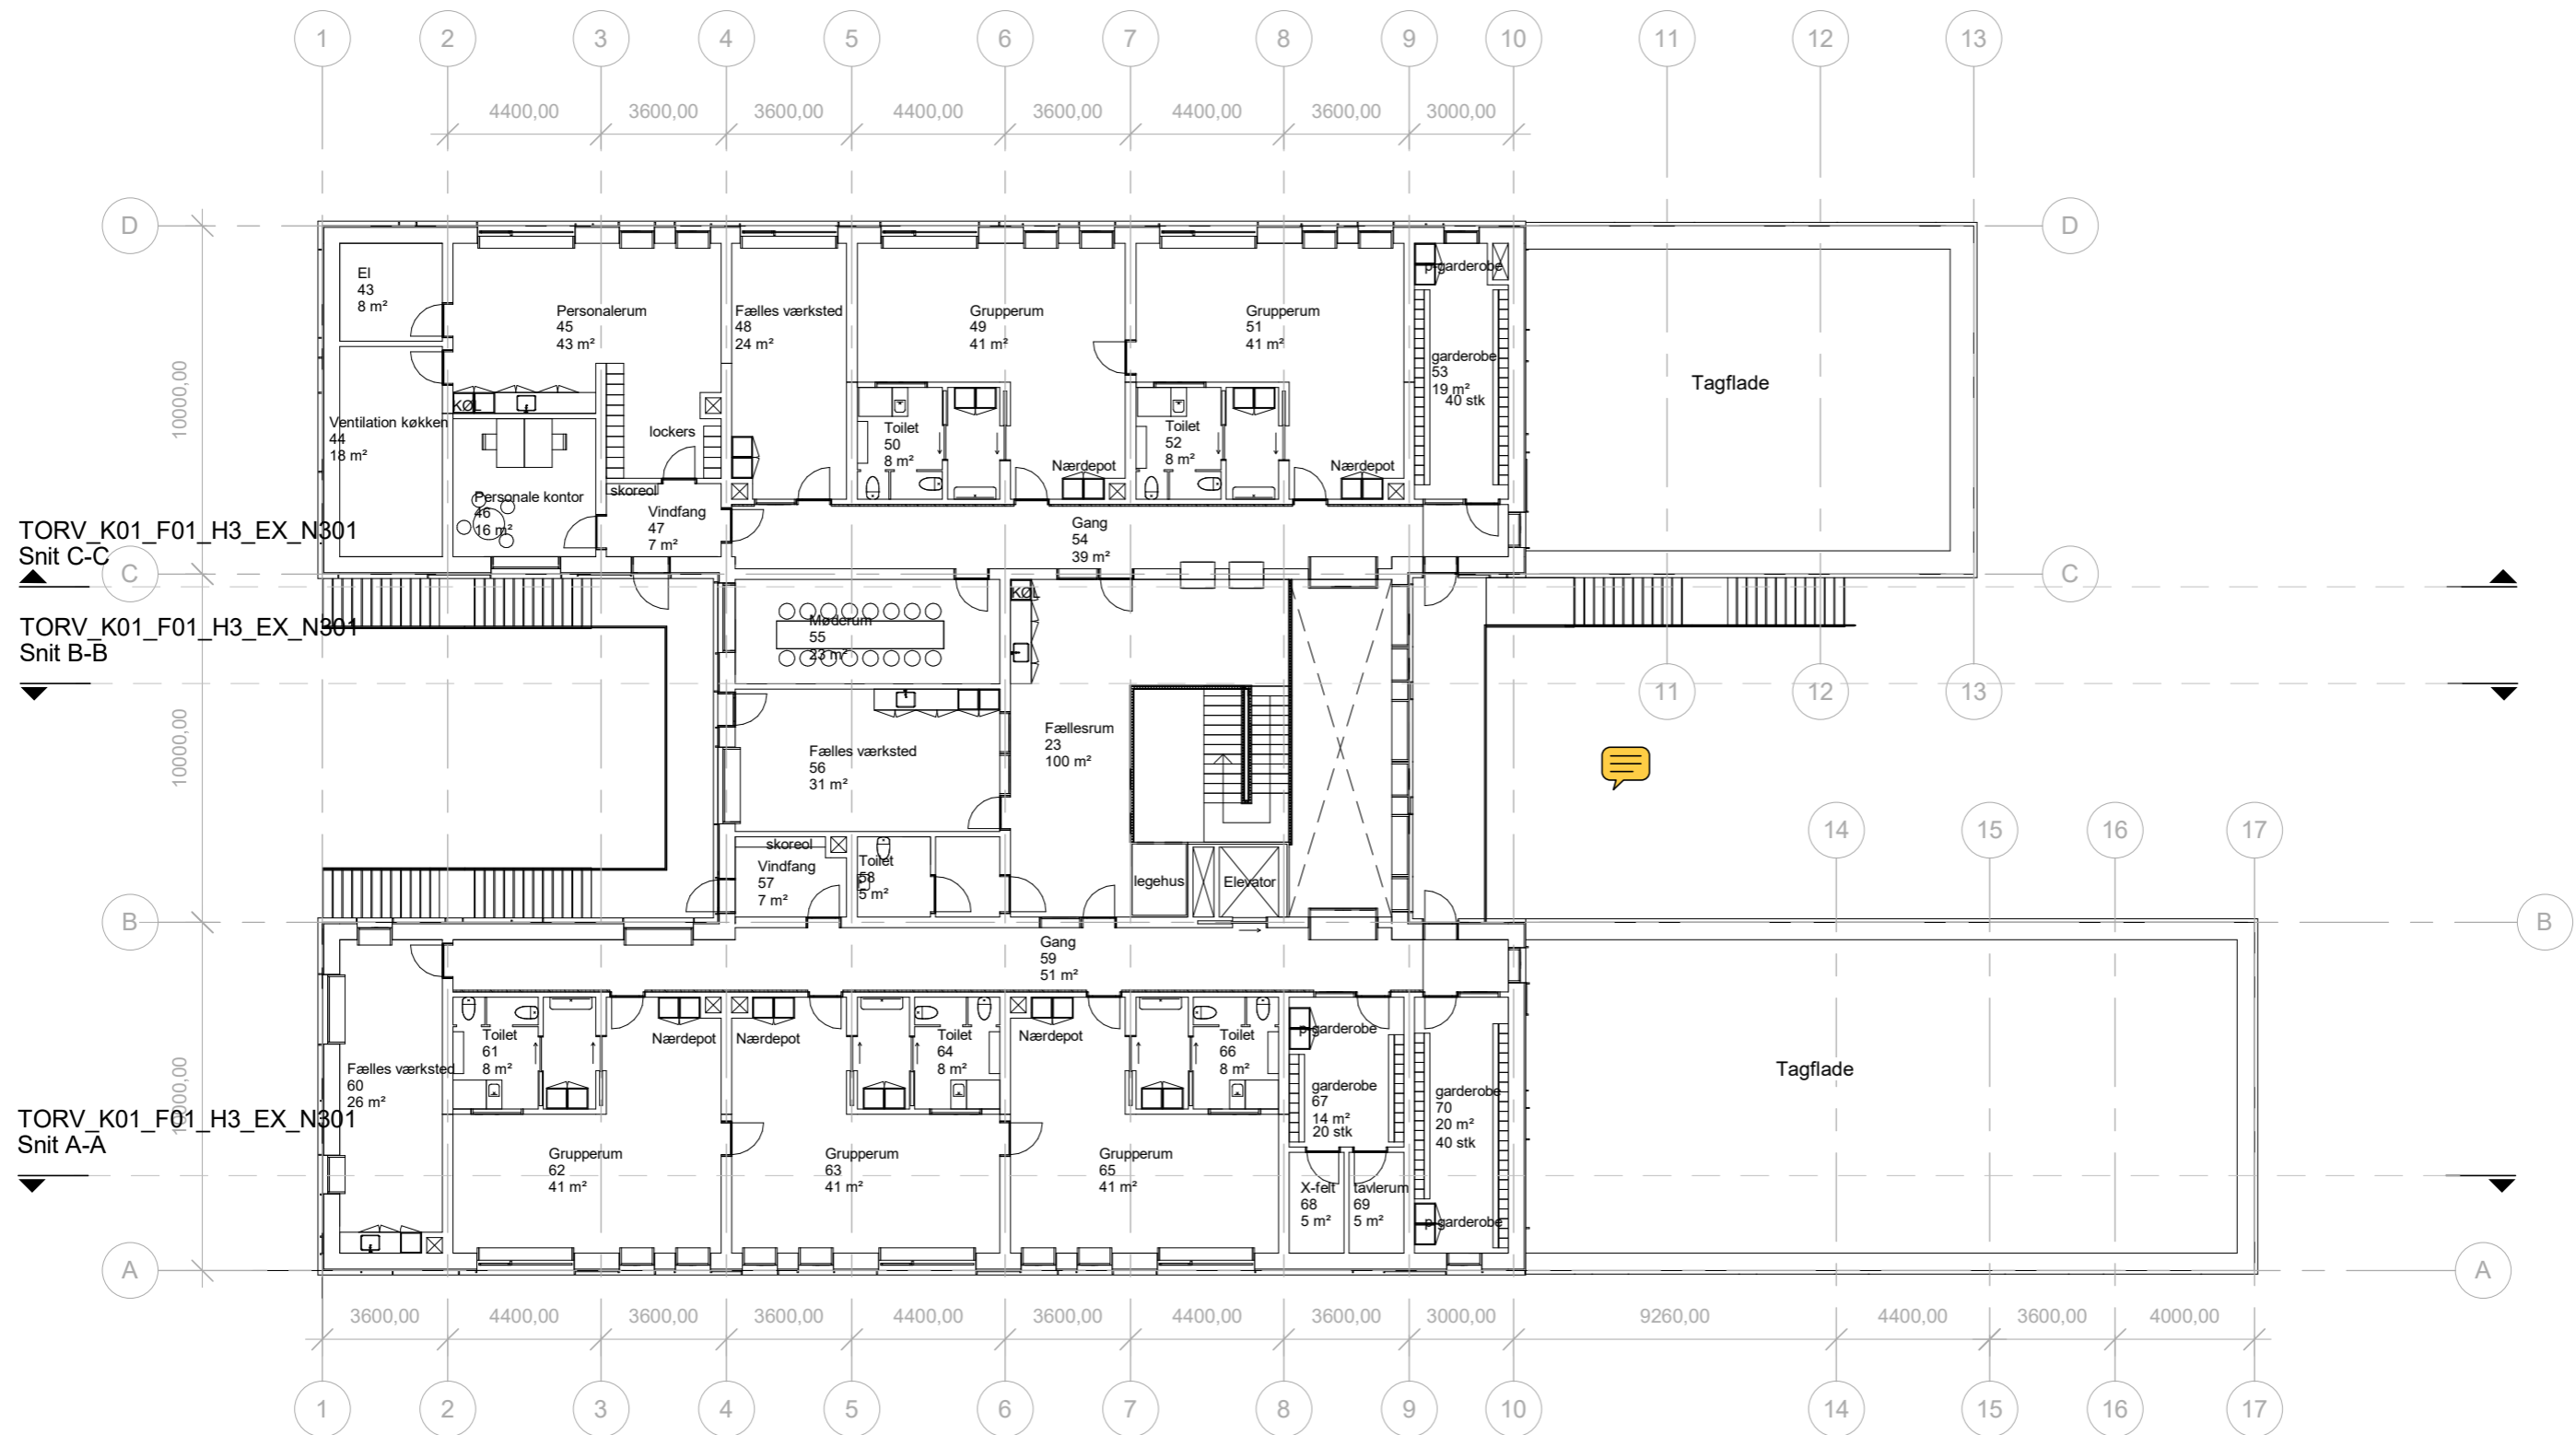 1 2 3 4 5 6 7 8 9 10 11 12 13
4400,00 3600,00 3600,00 4400,00 3600,00 4400,00 3600,00 3000,00
D D
El
43
8 m²
Personalerum
45
43 m²
Fælles værksted
48
24 m²
Grupperum
49
41 m²
Grupperum
51
41 m²
p-garderobe
garderobe
53
19 m²
40 stk
Tagflade
10000,00
KØL
Ventilation køkken
44
18 m²
lockers
Toilet
50
8 m²
Nærdepot
Toilet
52
8 m²
Nærdepot
skoreol
Personale kontor
46
16 m²
Vindfang
47
7 m²
Gang
54
39 m²
TORV_K01_F01_H3_EX_N301
Snit C-C
C C
KØL
TORV_K01_F01_H3_EX_N301
Snit B-B
Møderum
55
23 m²
11 12 13
10000,00
Fælles værksted
56
31 m²
Fællesrum
23
100 m²
14 15 16 17
skoreol
Vindfang
57
7 m²
Toilet
58
5 m²
legehus
Elevator
B B
Gang
59
51 m²
10000,00
Fælles værksted
60
26 m²
Toilet
61
8 m²
Nærdepot
Nærdepot
Toilet
64
8 m²
Nærdepot
Toilet
66
8 m²
p-garderobe
garderobe
67
14 m²
20 stk
garderobe
70
20 m²
40 stk
Tagflade
TORV_K01_F01_H3_EX_N301
Snit A-A
Grupperum
62
41 m²
Grupperum
63
41 m²
Grupperum
65
41 m²
X-felt
68
5 m²
tavlerum
69
5 m²
p-garderobe
A A
3600,00 4400,00 3600,00 3600,00 4400,00 3600,00 4400,00 3600,00 3000,00 9260,00 4400,00 3600,00 4000,00
1 2 3 4 5 6 7 8 9 10 14 15 16 17